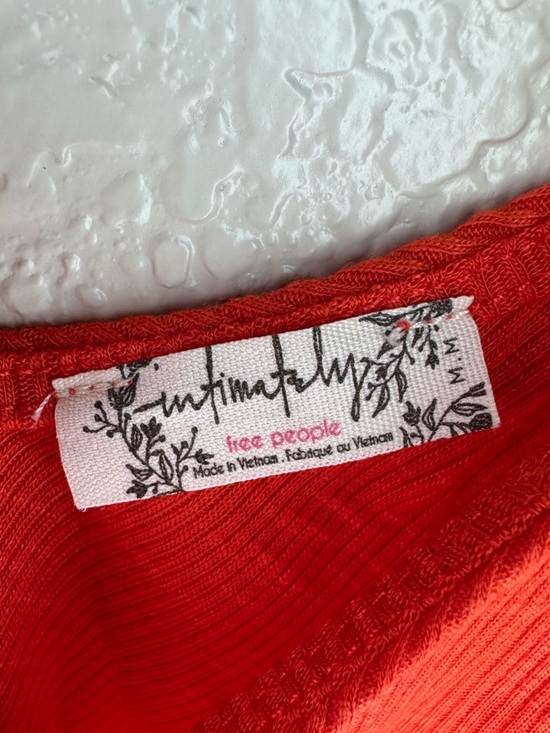 intimately
free people
Made in Vietnam . Fabriqué au Vietnam
M.M